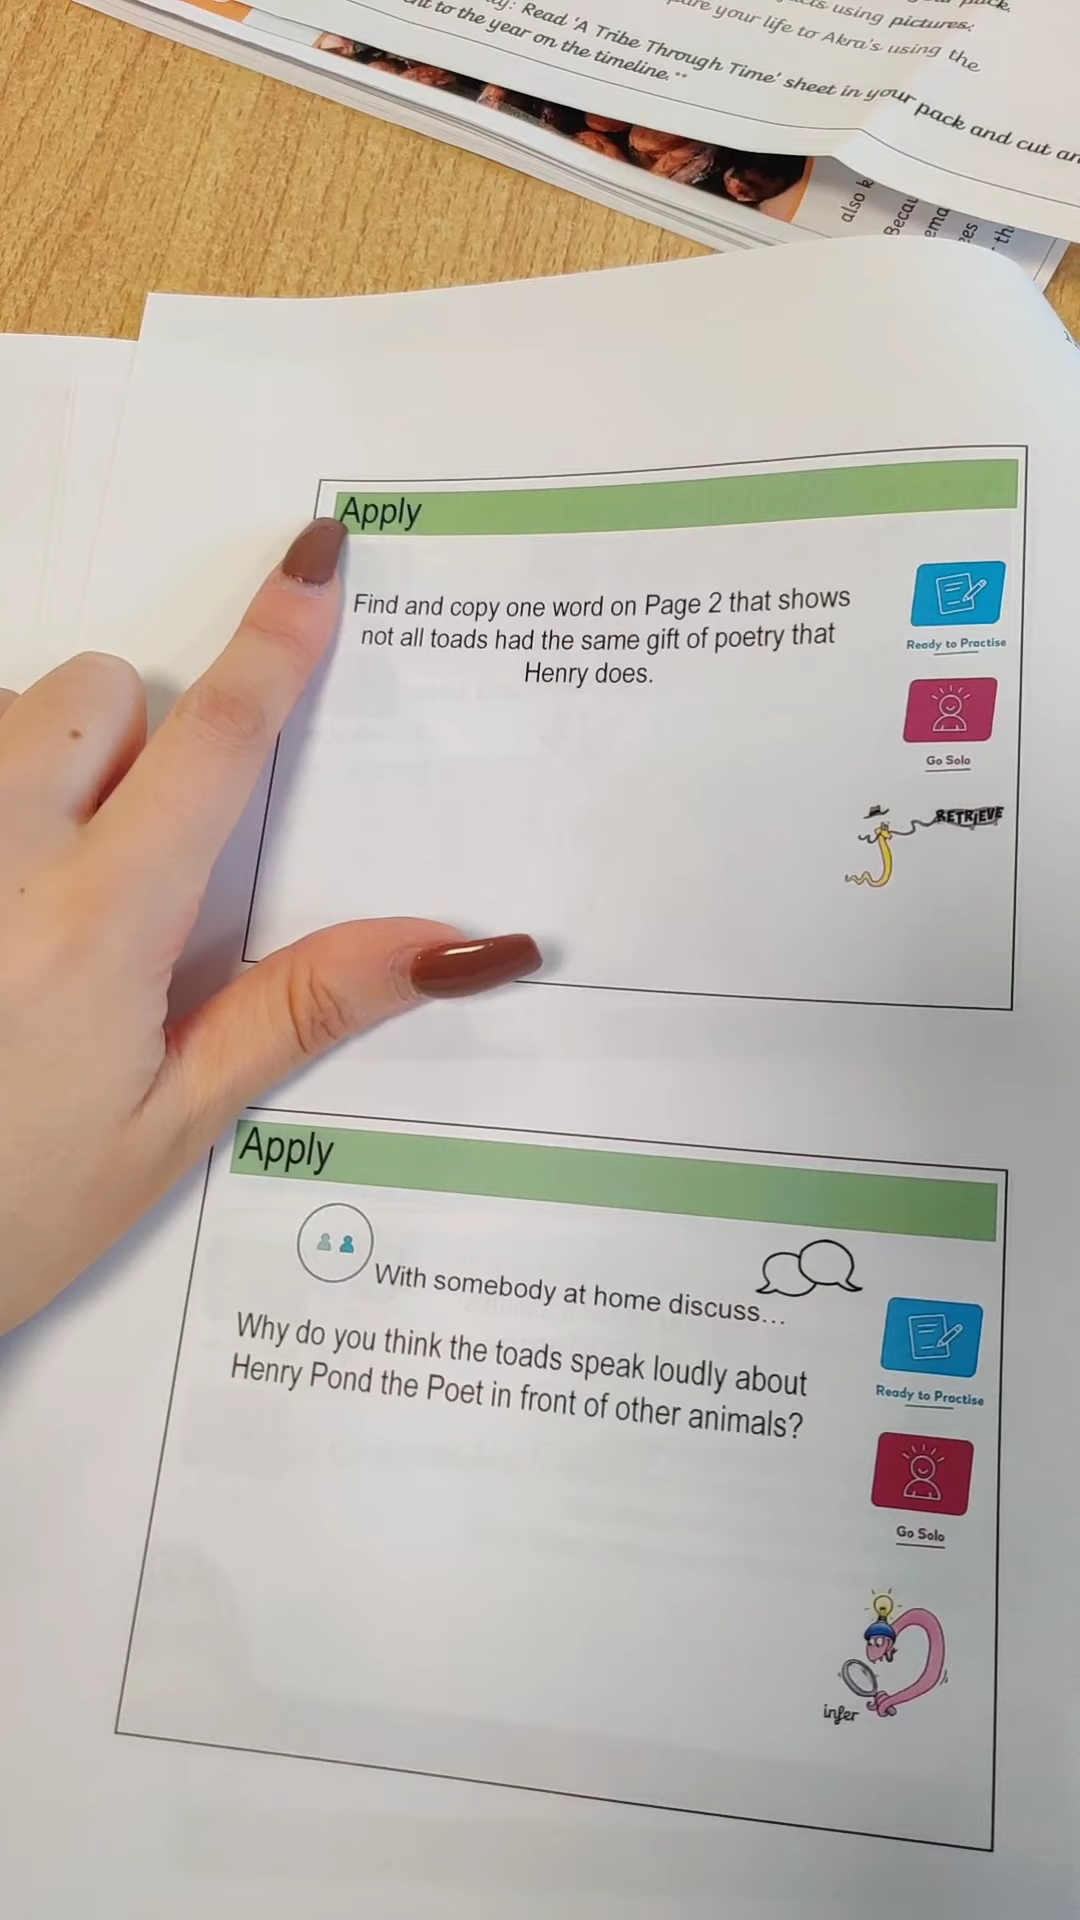 pack.
using pictures:
your life to Akra's using the
Read 'A Tribe Through Time' sheet in your pack and cut
to the year on the timeline.**
also
Apply
Find and copy one word on Page 2 that shows
not all toads had the same gift of poetry that
Henry does.
Ready to Practise
Go Solo
RETRIEVE
Apply
With somebody at home discuss...
Why do you think the toads speak loudly about
Henry Pond the Poet in front of other animals?
Ready to Practise
Go Solo
infer